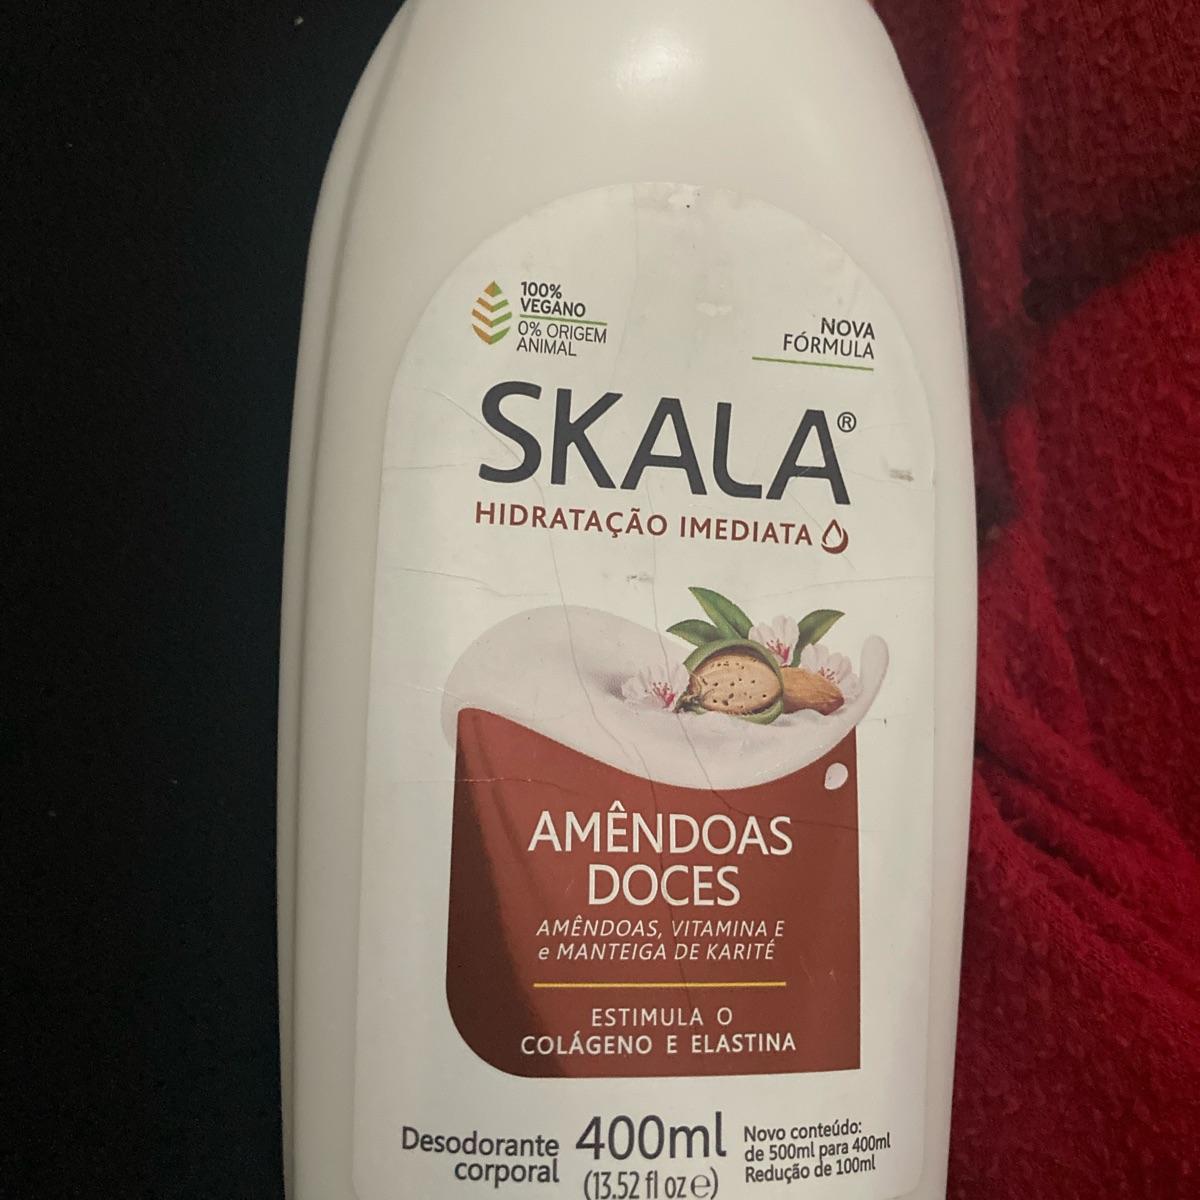 100%
VEGANO
0% ORIGEM
ANIMAL
NOVA
FÓRMULA
SKALA®
HIDRATAÇÃO IMEDIATA
AMÊNDOAS
DOCES
AMÊNDOAS, VITAMINA E
e MANTEIGA DE KARITÉ
ESTIMULA O
COLÁGENO E ELASTINA
Desodorante
corporal
400ml
(13.52 fl oz ℮)
Novo conteúdo:
de 500ml para 400ml
Redução de 100ml